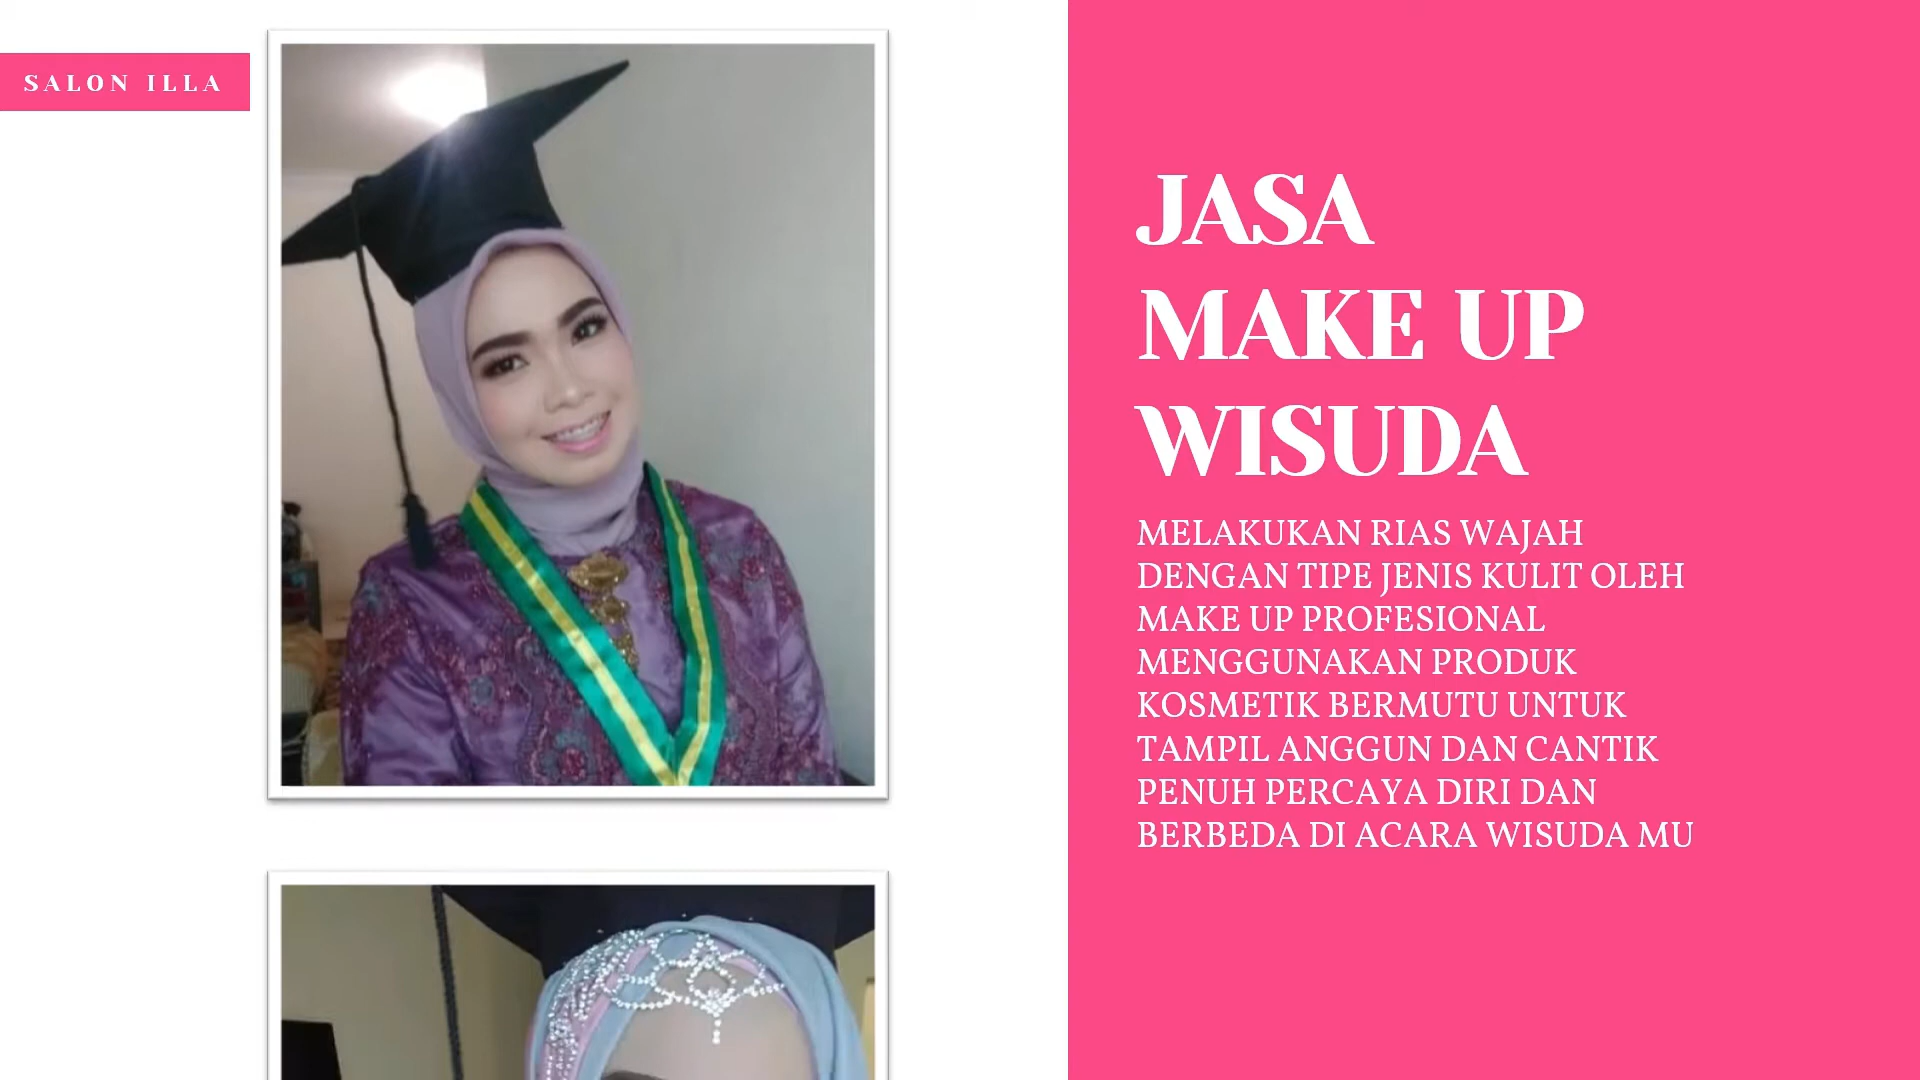 SALON ILLA
JASA
MAKE UP
WISUDA
MELAKUKAN RIAS WAJAH
DENGAN TIPE JENIS KULIT OLEH
MAKE UP PROFESIONAL
MENGGUNAKAN PRODUK
KOSMETIK BERMUTU UNTUK
TAMPIL ANGGUN DAN CANTIK
PENUH PERCAYA DIRI DAN
BERBEDA DI ACARA WISUDA MU